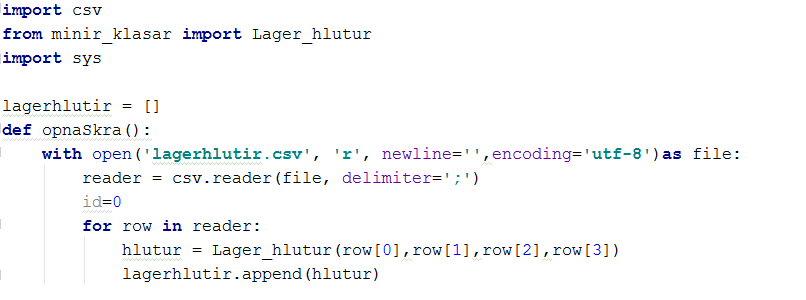 import csv
from minir_klasar import Lager_hlutur
import sys
lagerhlutir = []
def opnaSkra():
    with open('lagerhlutir.csv', 'r', newline='',encoding='utf-8')as file:
        reader = csv.reader(file, delimiter=';')
        id=0
        for row in reader:
            hlutur = Lager_hlutur(row[0],row[1],row[2],row[3])
            lagerhlutir.append(hlutur)